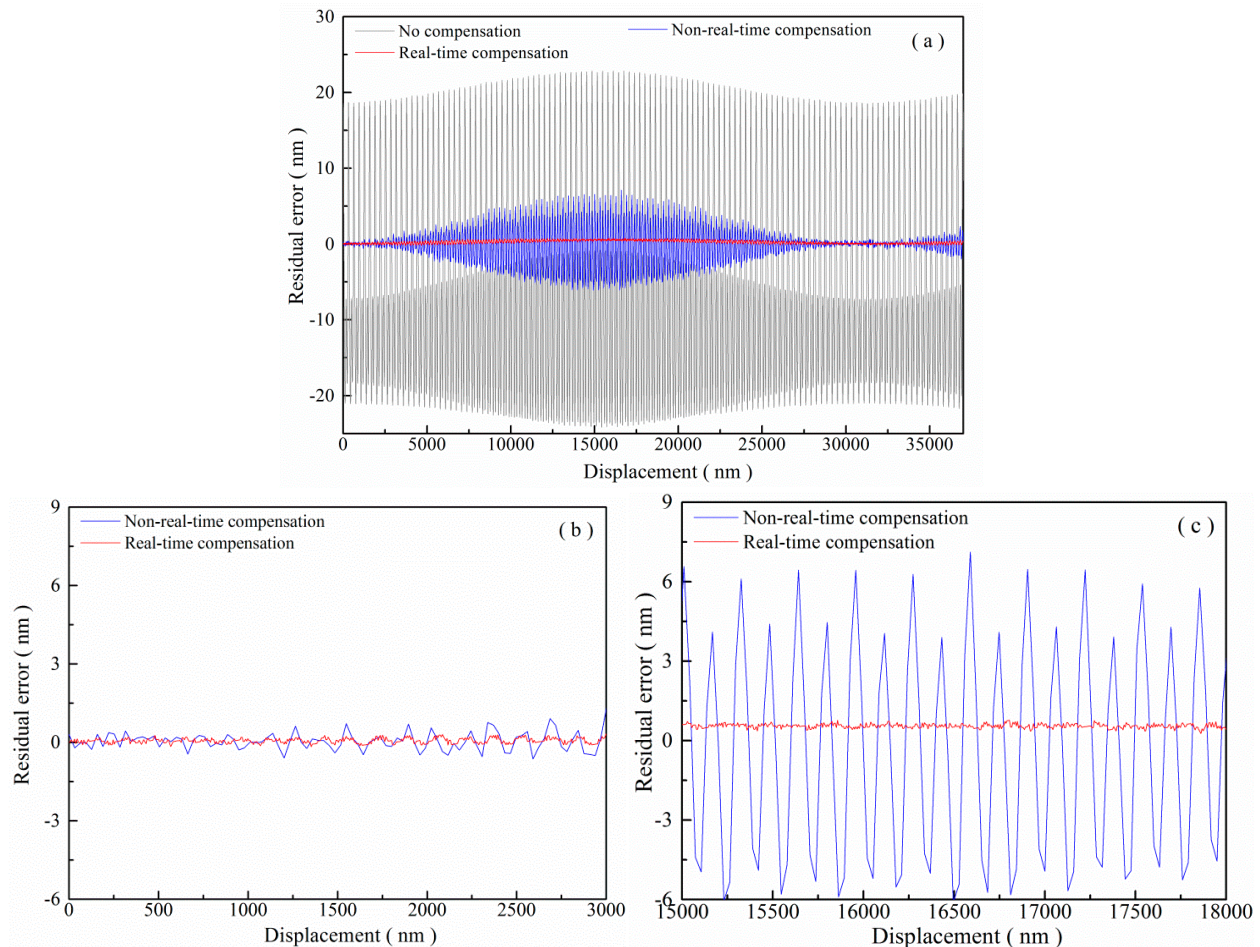 No compensation
Non-real-time compensation
( a )
Real-time compensation
30
20
10
0
-10
-20
Residual error ( nm )
0 5000 10000 15000 20000 25000 30000 35000
Displacement ( nm )
Non-real-time compensation
( b )
Real-time compensation
9
6
3
0
-3
-6
Residual error ( nm )
0 500 1000 1500 2000 2500 3000
Displacement ( nm )
Non-real-time compensation
( c )
Real-time compensation
9
6
3
0
-3
-6
Residual error ( nm )
15000 15500 16000 16500 17000 17500 18000
Displacement ( nm )